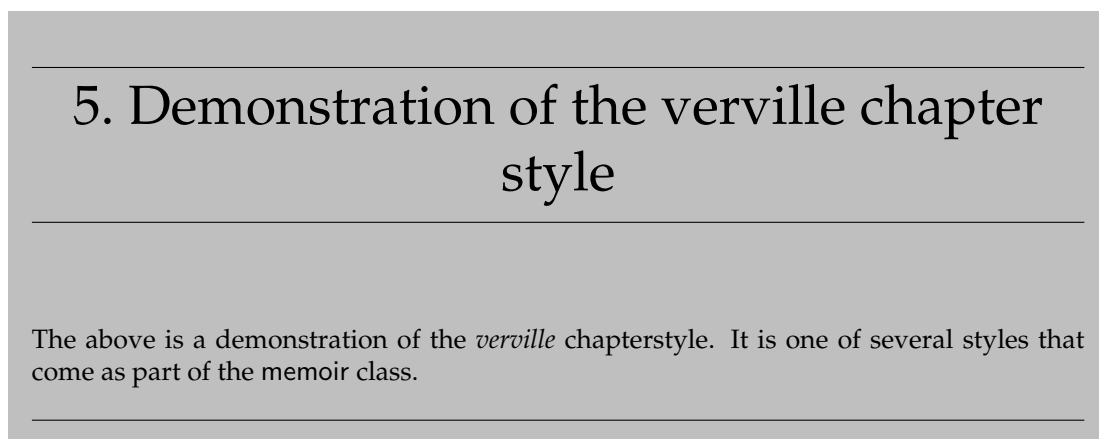 5. Demonstration of the verville chapter
style
The above is a demonstration of the verville chapterstyle. It is one of several styles that
come as part of the memoir class.